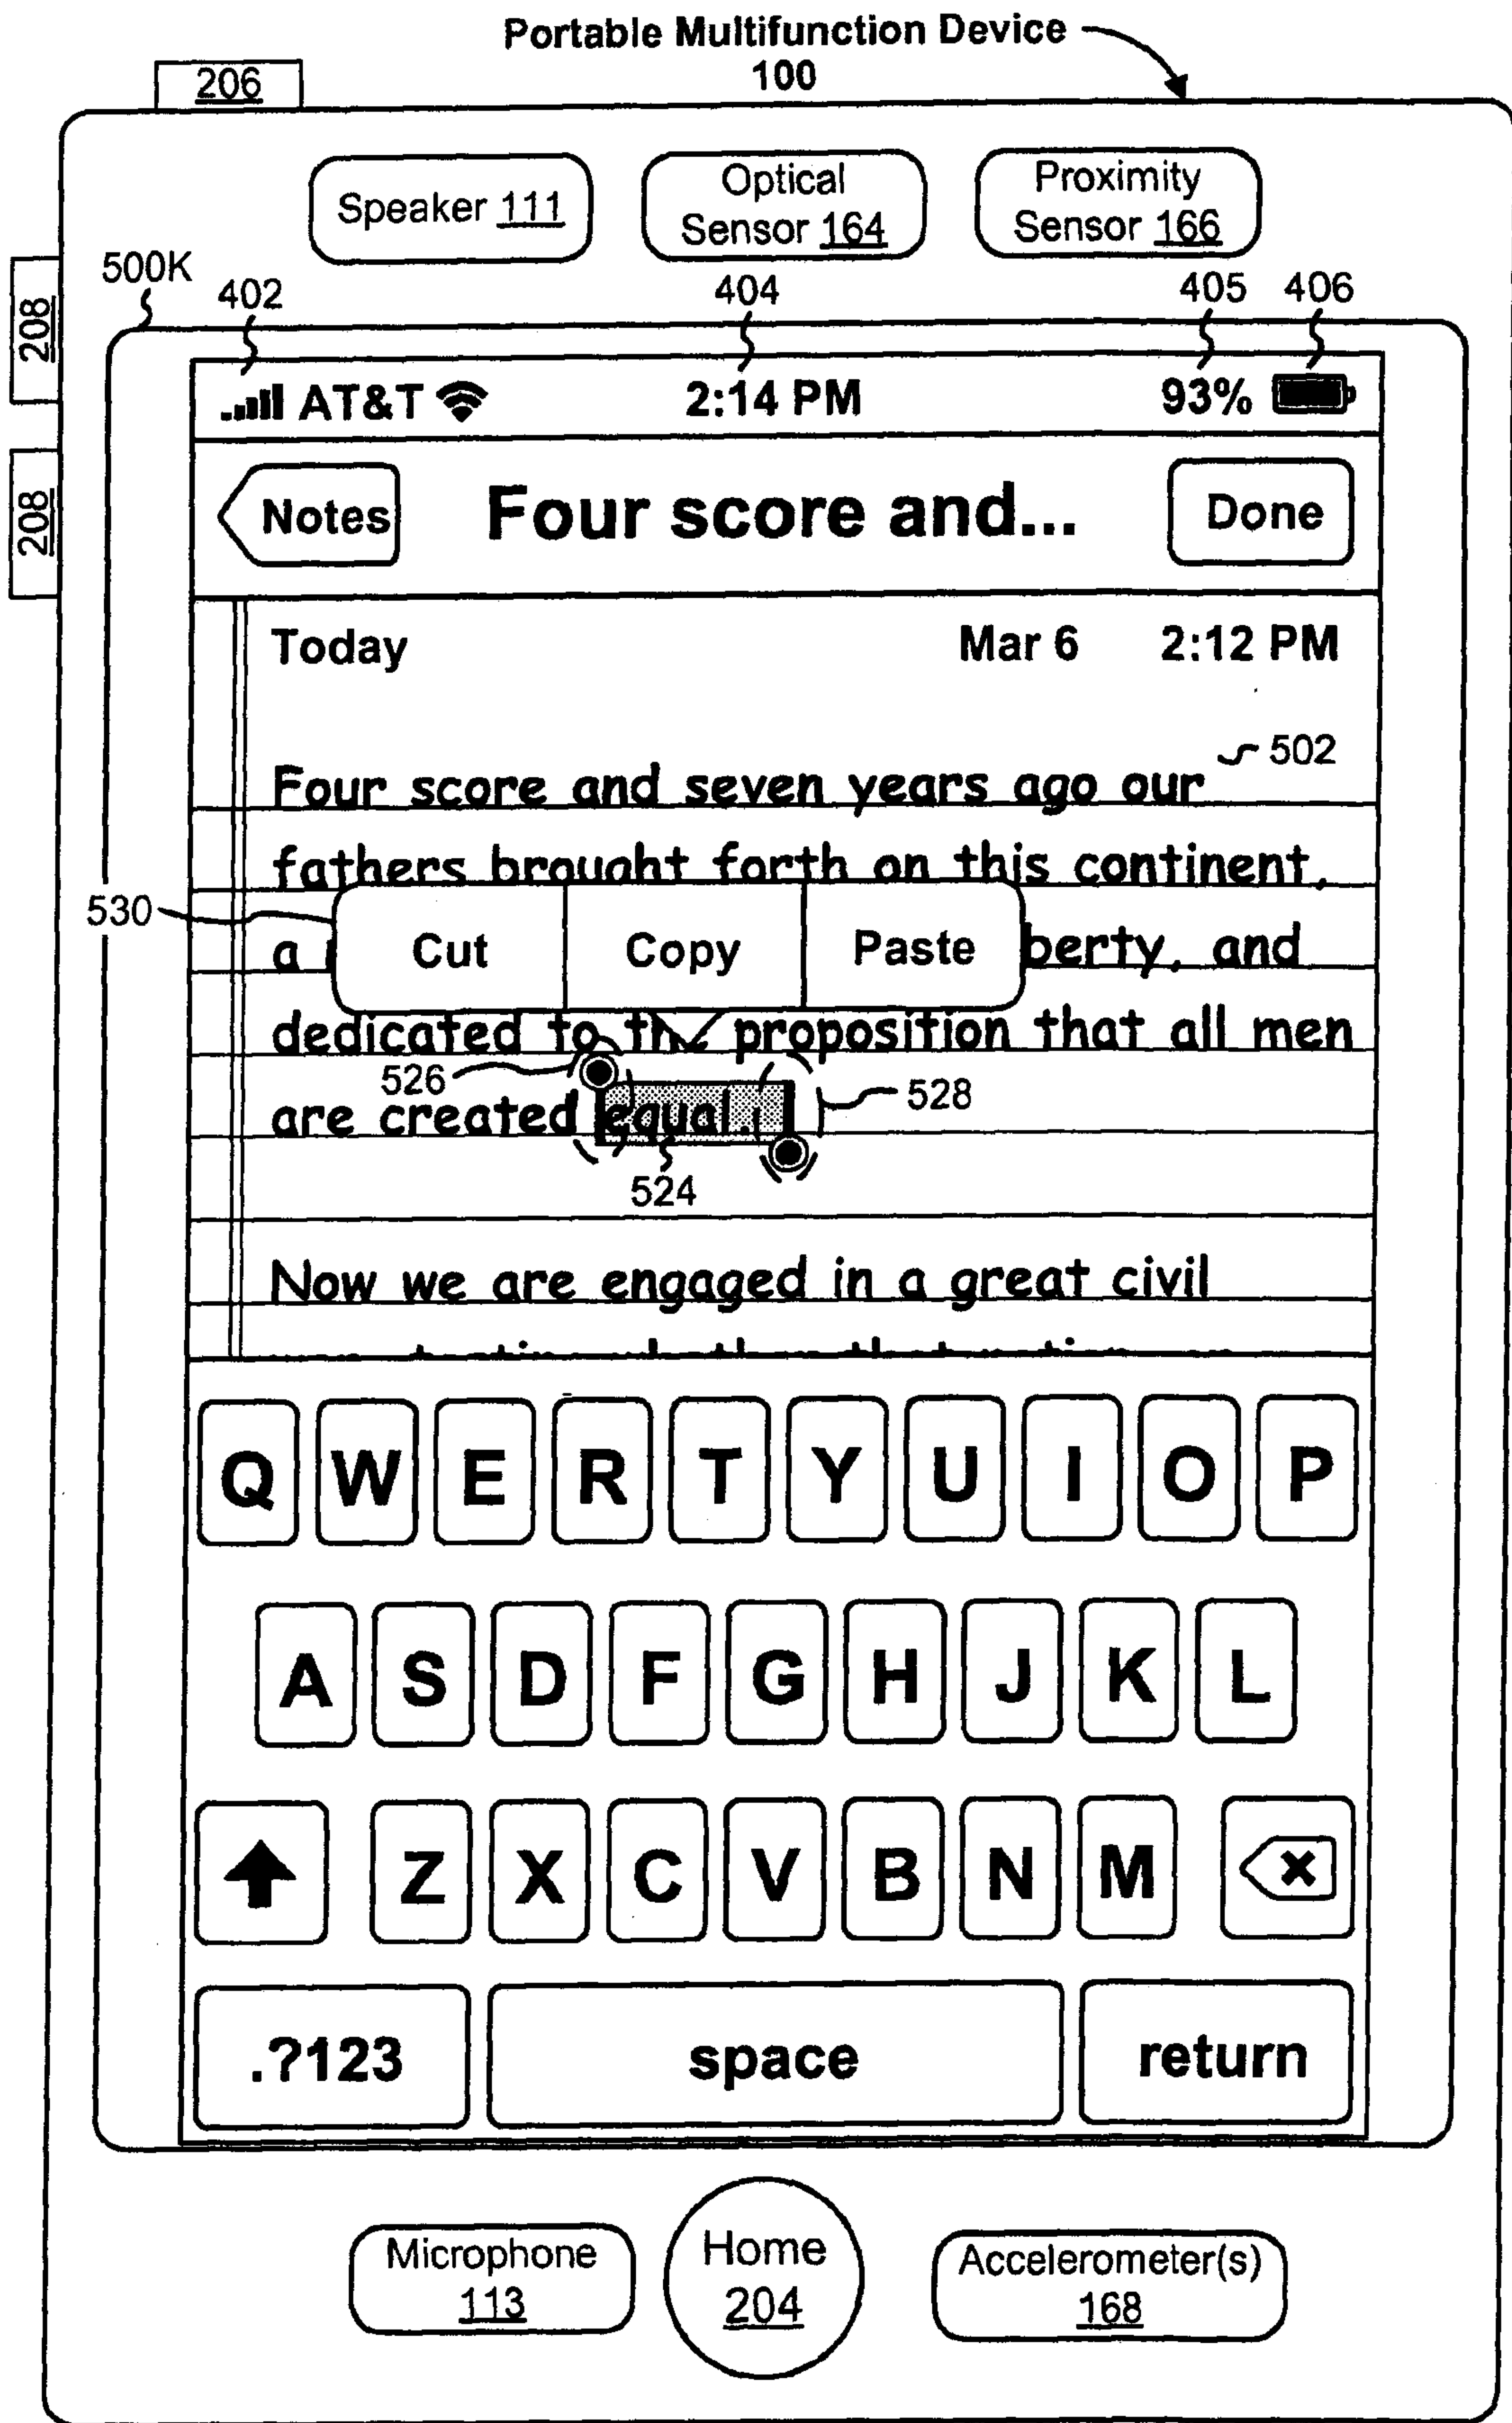 Portable Multifunction Device
100
206
Speaker 111
Optical
Sensor 164
Proximity
Sensor 166
208
208
500K
402
404
405
406
AT&T
2:14 PM
93%
Notes
Four score and...
Done
Today
Mar 6
2:12 PM
502
Four score and seven years ago our
fathers brought forth on this continent,
530
a
Cut
Copy
Paste
berty, and
dedicated to the proposition that all men
526
528
are created equal.
524
Now we are engaged in a great civil
Q W E R T Y U I O P
A S D F G H J K L
Z X C V B N M
.?123
space
return
Microphone
113
Home
204
Accelerometer(s)
168